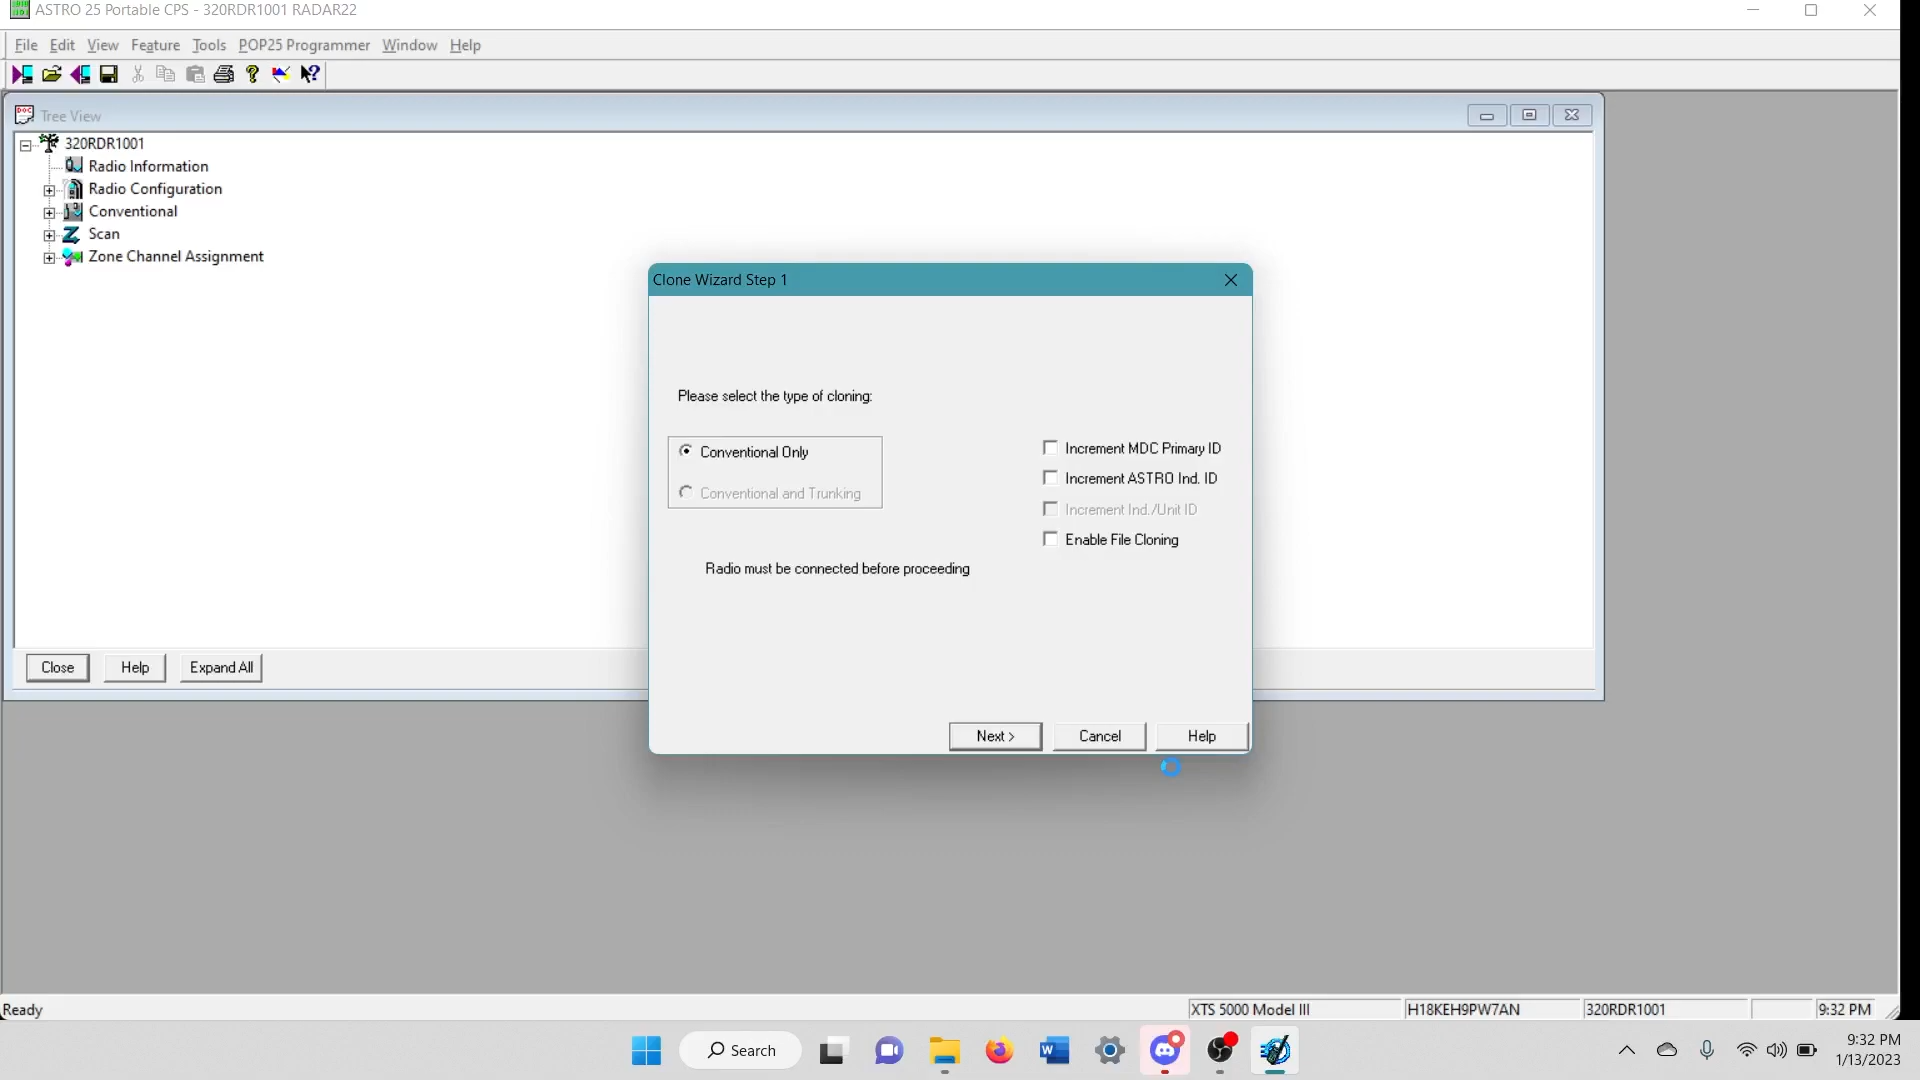 ASTRO 25 Portable CPS - 320RDR1001 RADAR22
File Edit View Feature Tools POP25 Programmer Window Help
Tree View
320RDR1001
Radio Information
Radio Configuration
Conventional
Scan
Zone Channel Assignment
Close Help Expand All
Clone Wizard Step 1
Please select the type of cloning:
Conventional Only
Conventional and Trunking
Increment MDC Primary ID
Increment ASTRO Ind. ID
Increment Ind./Unit ID
Enable File Cloning
Radio must be connected before proceeding
Next > Cancel Help
Ready XTS 5000 Model III H18KEH9PW7AN 320RDR1001 9:32 PM
Search
9:32 PM
1/13/2023